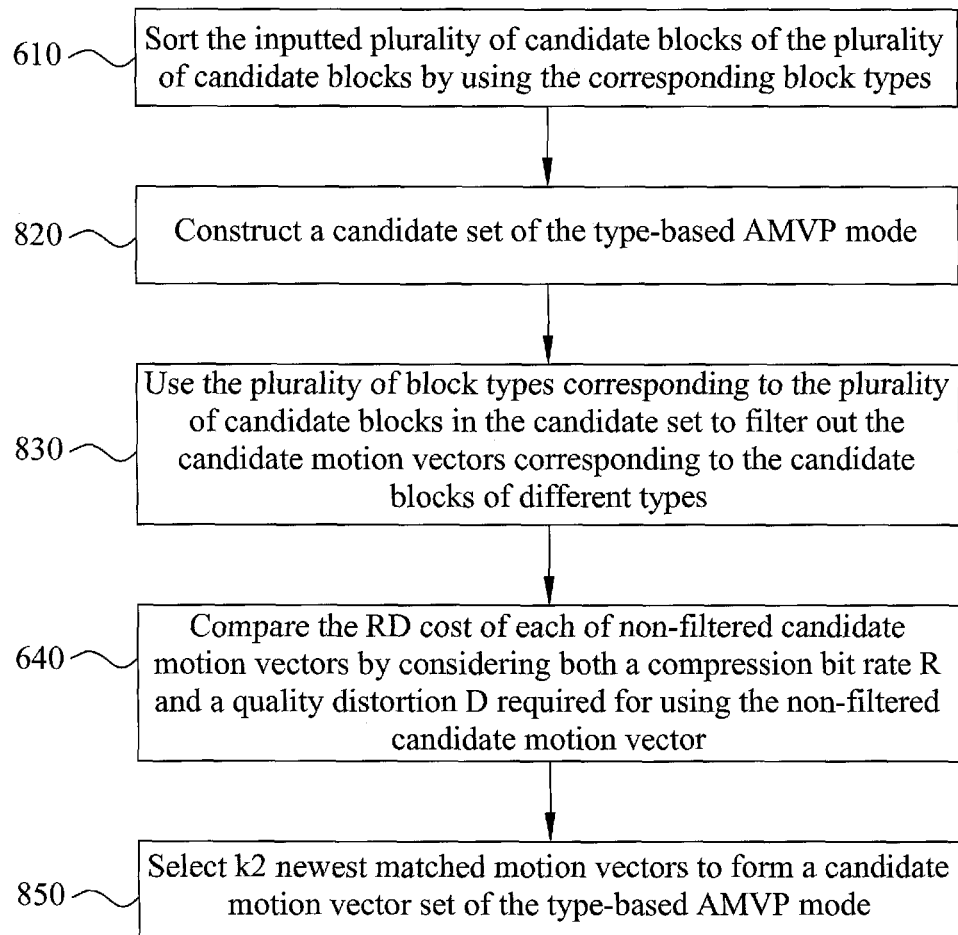 610
Sort the inputted plurality of candidate blocks of the plurality
of candidate blocks by using the corresponding block types
820
Construct a candidate set of the type-based AMVP mode
830
Use the plurality of block types corresponding to the plurality
of candidate blocks in the candidate set to filter out the
candidate motion vectors corresponding to the candidate
blocks of different types
640
Compare the RD cost of each of non-filtered candidate
motion vectors by considering both a compression bit rate R
and a quality distortion D required for using the non-filtered
candidate motion vector
850
Select k2 newest matched motion vectors to form a candidate
motion vector set of the type-based AMVP mode